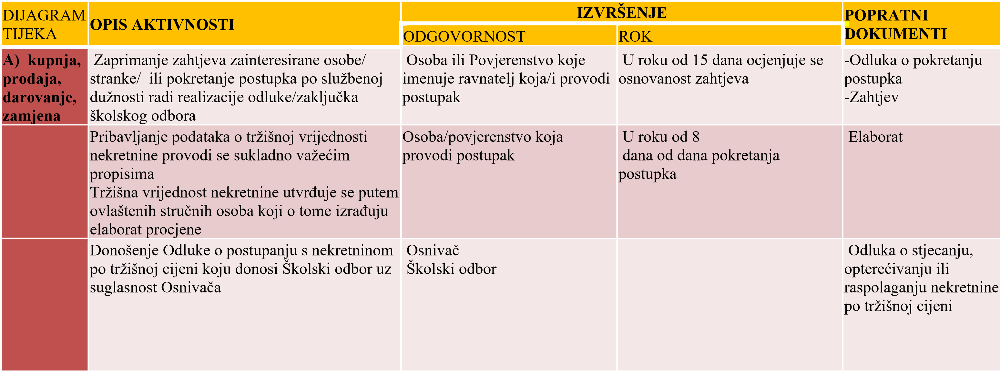 DIJAGRAM
TIJEKA
OPIS AKTIVNOSTI
IZVRŠENJE
ODGOVORNOST
ROK
POPRATNI
DOKUMENTI
A) kupnja,
prodaja,
darovanje,
zamjena
Zaprimanje zahtjeva zainteresirane osobe/
stranke/ ili pokretanje postupka po službenoj
dužnosti radi realizacije odluke/zaključka
školskog odbora
Osoba ili Povjerenstvo koje
imenuje ravnatelj koja/i provodi
postupak
U roku od 15 dana ocjenjuje se
osnovanost zahtjeva
-Odluka o pokretanju
postupka
-Zahtjev
Pribavljanje podataka o tržišnoj vrijednosti
nekretnine provodi se sukladno važećim
propisima
Tržišna vrijednost nekretnine utvrđuje se putem
ovlaštenih stručnih osoba koji o tome izrađuju
elaborat procjene
Osoba/povjerenstvo koja
provodi postupak
U roku od 8
dana od dana pokretanja
postupka
Elaborat
Donošenje Odluke o postupanju s nekretninom
po tržišnoj cijeni koju donosi Školski odbor uz
suglasnost Osnivača
Osnivač
Školski odbor
Odluka o stjecanju,
opterećivanju ili
raspolaganju nekretnine
po tržišnoj cijeni